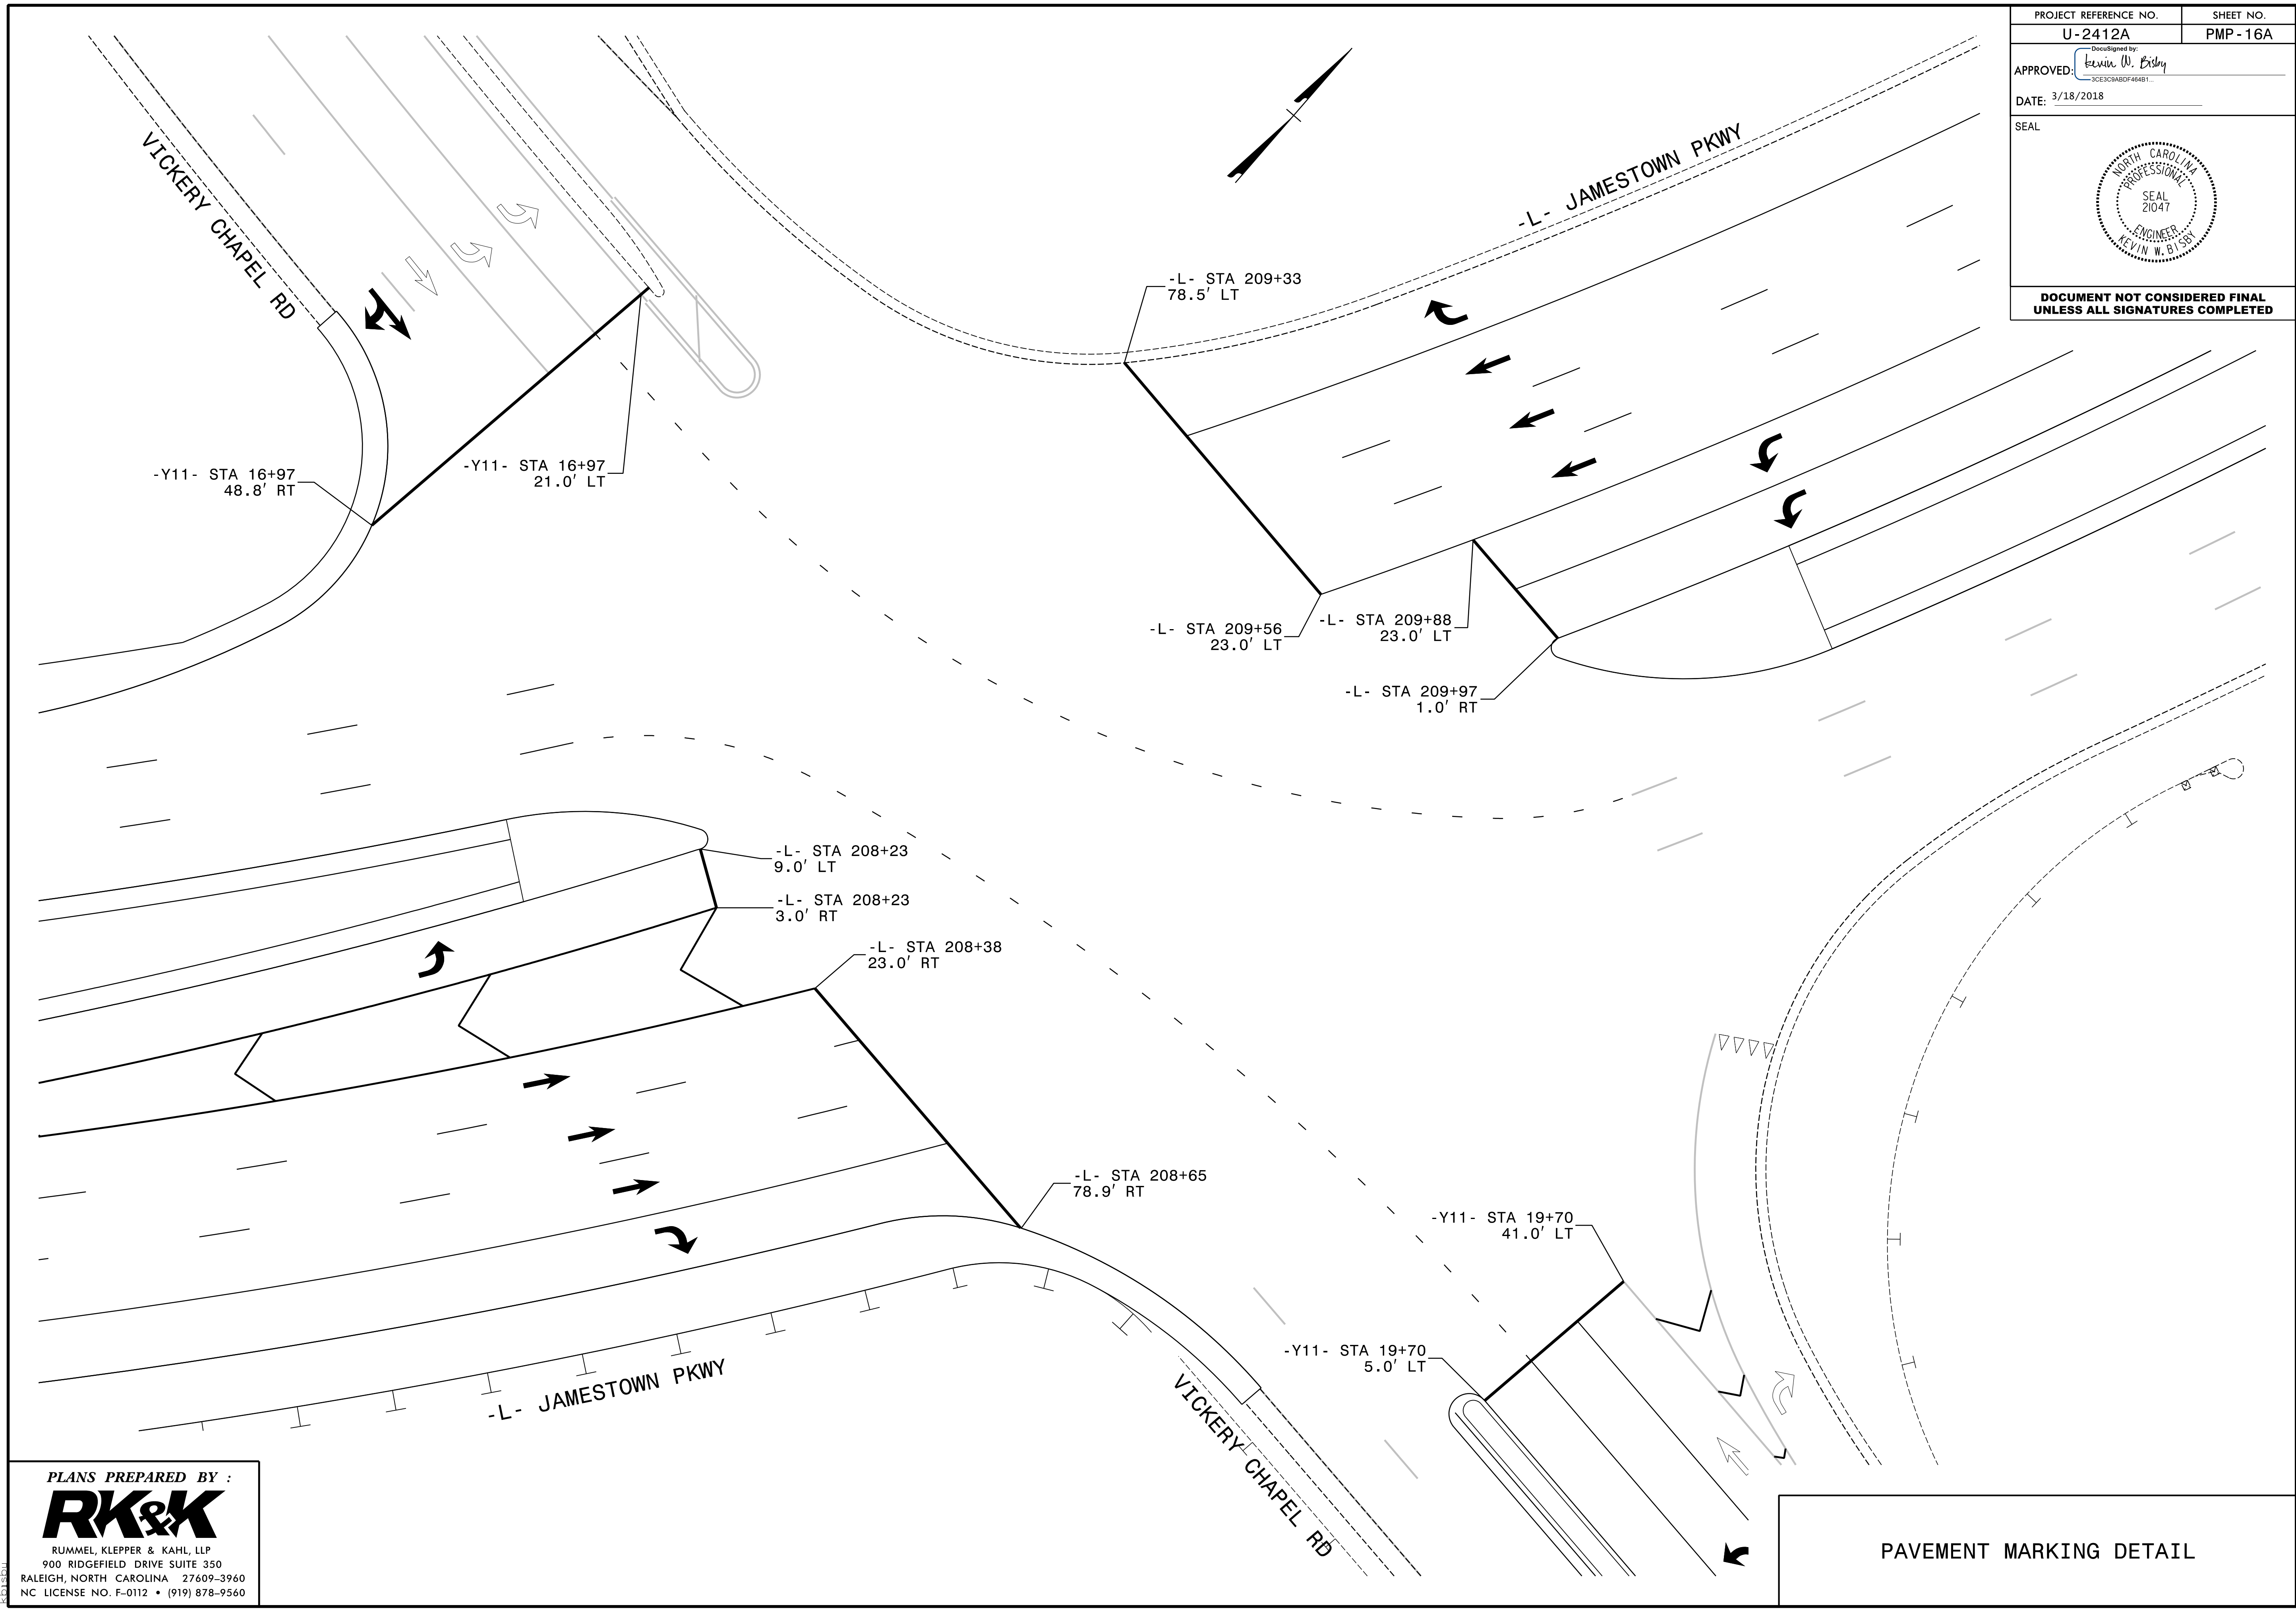 PROJECT REFERENCE NO. SHEET NO.
U-2412A PMP-16A
DocuSigned by:
Kevin W. Bisby
APPROVED:
3CE3C9ABDF464B1...
DATE: 3/18/2018
SEAL
NORTH CAROLINA
PROFESSIONAL
SEAL
21047
ENGINEER
KEVIN W. BISBY
DOCUMENT NOT CONSIDERED FINAL
UNLESS ALL SIGNATURES COMPLETED
VICKERY CHAPEL RD
-L- JAMESTOWN PKWY
-L- STA 209+33
78.5' LT
-Y11- STA 16+97
48.8' RT
-Y11- STA 16+97
21.0' LT
-L- STA 209+56
23.0' LT
-L- STA 209+88
23.0' LT
-L- STA 209+97
1.0' RT
-L- STA 208+23
9.0' LT
-L- STA 208+23
3.0' RT
-L- STA 208+38
23.0' RT
-L- STA 208+65
78.9' RT
-Y11- STA 19+70
41.0' LT
-Y11- STA 19+70
5.0' LT
-L- JAMESTOWN PKWY
VICKERY CHAPEL RD
PLANS PREPARED BY :
RK&K
RUMMEL, KLEPPER & KAHL, LLP
900 RIDGEFIELD DRIVE SUITE 350
RALEIGH, NORTH CAROLINA 27609–3960
NC LICENSE NO. F–0112 • (919) 878–9560
kbisby
PAVEMENT MARKING DETAIL